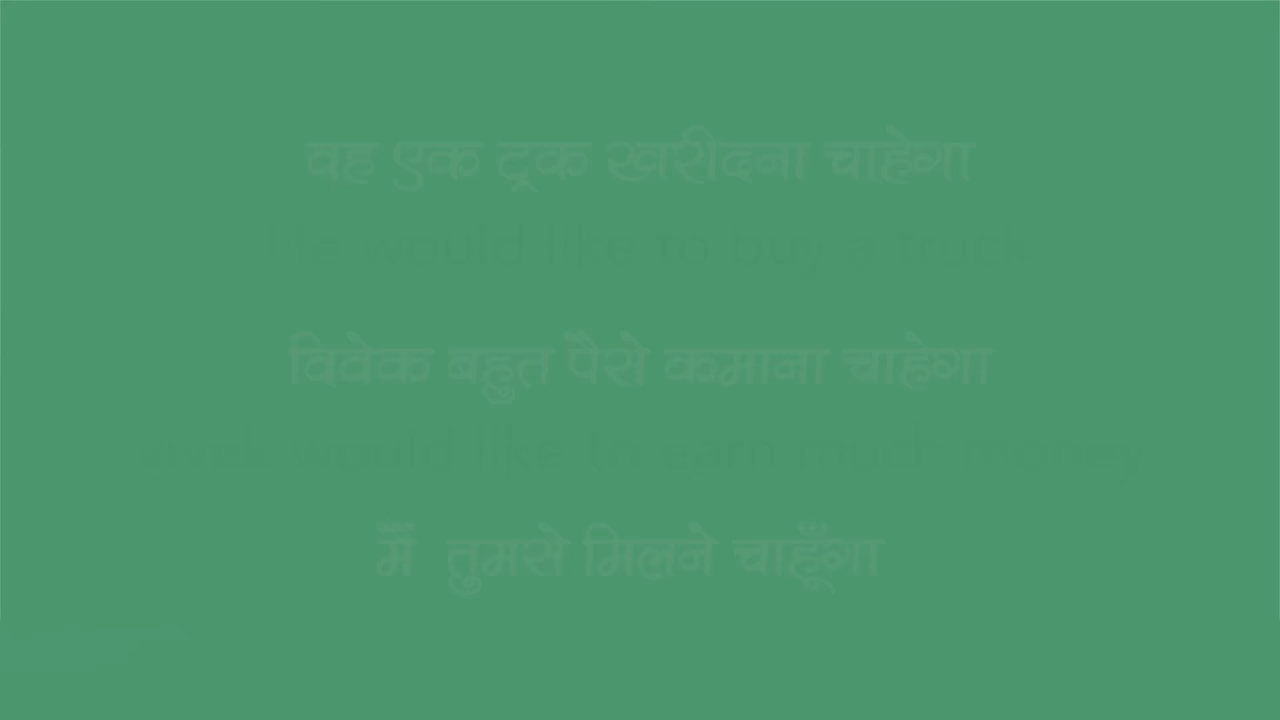 वह एक ट्रक खरीदना चाहेगा
He would like to buy a truck
विवेक बहुत पैसे कमाना चाहेगा
would like to earn much money
मैं तुमसे मिलने चाहूँगा